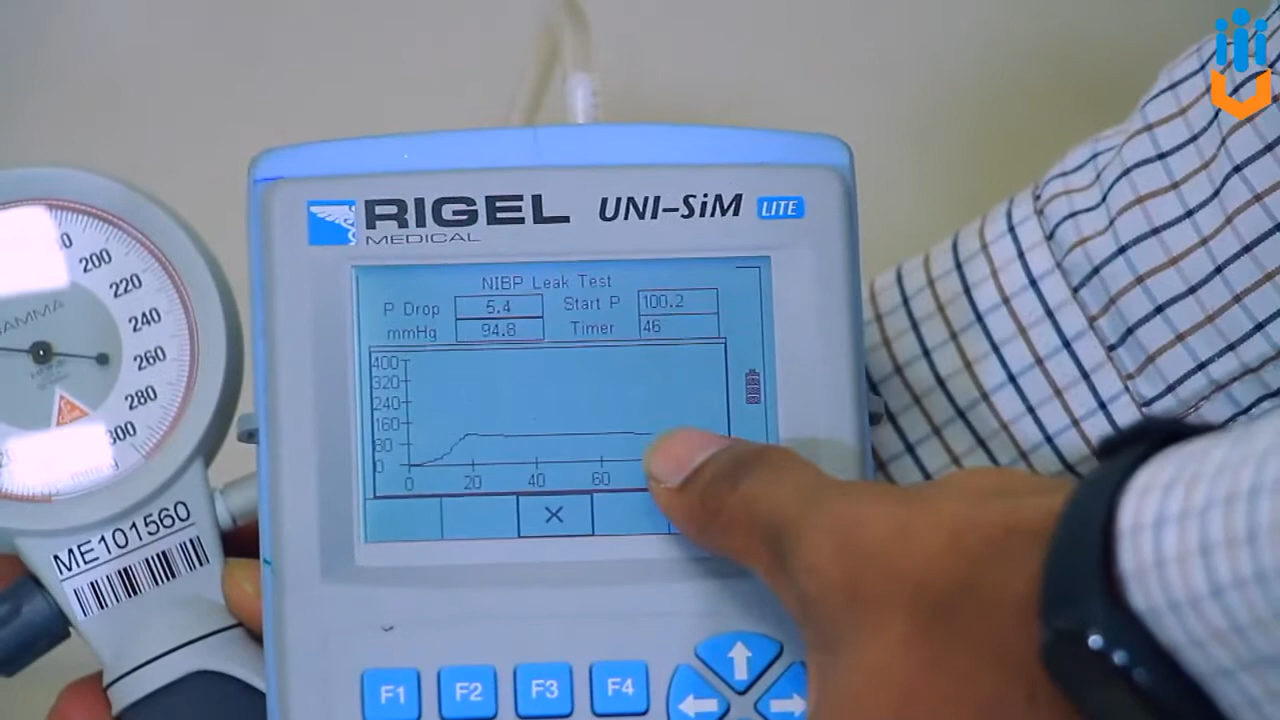 RIGEL
MEDICAL
UNI-SiM LITE
NIBP Leak Test
P Drop 5.4 Start P 100.2
mmHg 94.8 Timer 46
400
320
240
160
80
0
0 20 40 60
X
F1 F2 F3 F4
200
220
240
260
280
300
ME101560